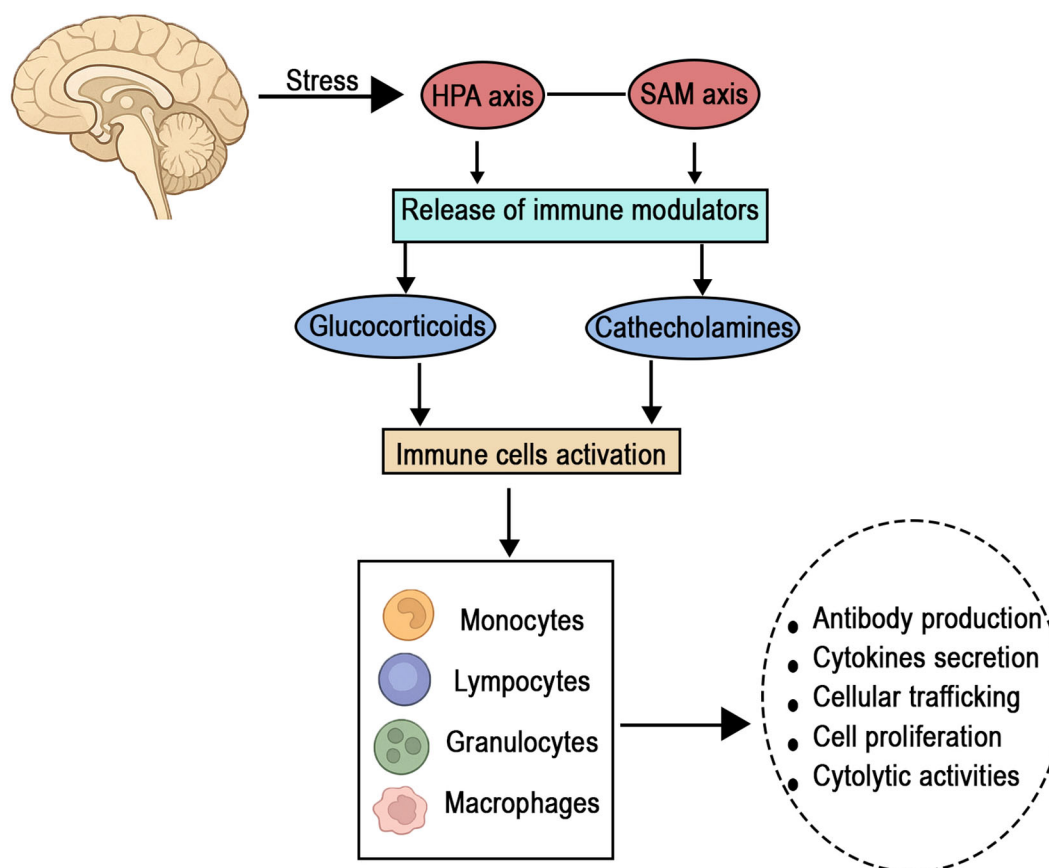 Stress
HPA axis
SAM axis
Release of immune modulators
Glucocorticoids
Cathecholamines
Immune cells activation
Monocytes
Lympocytes
Granulocytes
Macrophages
• Antibody production
• Cytokines secretion
• Cellular trafficking
• Cell proliferation
• Cytolytic activities